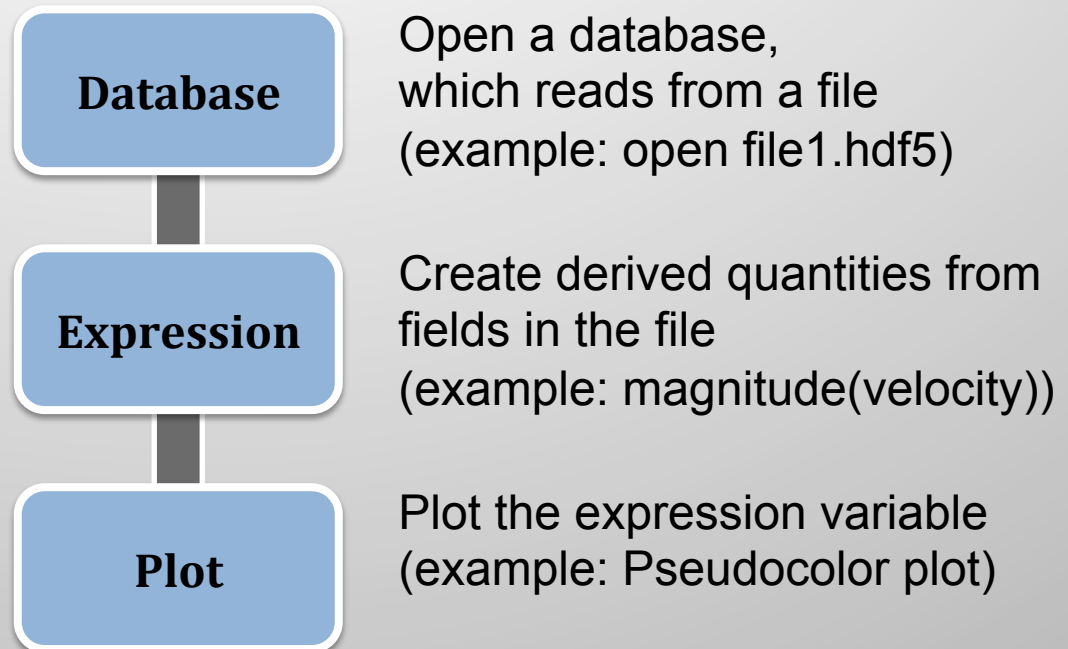 Database
Open a database,
which reads from a file
(example: open file1.hdf5)
Expression
Create derived quantities from
fields in the file
(example: magnitude(velocity))
Plot
Plot the expression variable
(example: Pseudocolor plot)